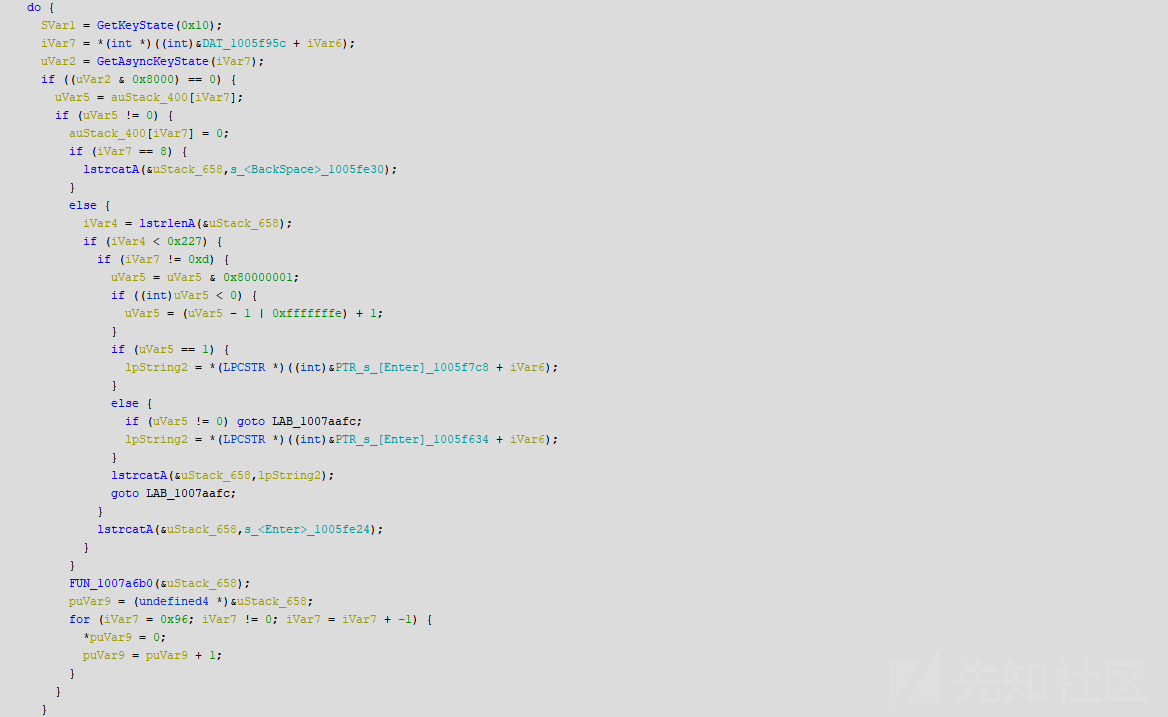 do {
SVar1 = GetKeyState(0x10);
iVar7 = *(int *)((int)&DAT_1005f95c + iVar6);
uVar2 = GetAsyncKeyState(iVar7);
if ((uVar2 & 0x8000) == 0) {
uVar5 = auStack_400[iVar7];
if (uVar5 != 0) {
auStack_400[iVar7] = 0;
if (iVar7 == 8) {
lstrcatA(&uStack_658,s_<BackSpace>_1005fe30);
}
else {
iVar4 = lstrlenA(&uStack_658);
if (iVar4 < 0x227) {
if (iVar7 != 0xd) {
uVar5 = uVar5 & 0x80000001;
if ((int)uVar5 < 0) {
uVar5 = (uVar5 - 1 | 0xfffffffe) + 1;
}
if (uVar5 == 1) {
lpString2 = *(LPCSTR *)((int)&PTR_s_[Enter]_1005f7c8 + iVar6);
}
else {
if (uVar5 != 0) goto LAB_1007aafc;
lpString2 = *(LPCSTR *)((int)&PTR_s_[Enter]_1005f634 + iVar6);
}
lstrcatA(&uStack_658,lpString2);
goto LAB_1007aafc;
}
lstrcatA(&uStack_658,s_<Enter>_1005fe24);
}
}
FUN_1007a6b0(&uStack_658);
puVar9 = (undefined4 *)&uStack_658;
for (iVar7 = 0x96; iVar7 != 0; iVar7 = iVar7 + -1) {
*puVar9 = 0;
puVar9 = puVar9 + 1;
}
}
}
先知社区